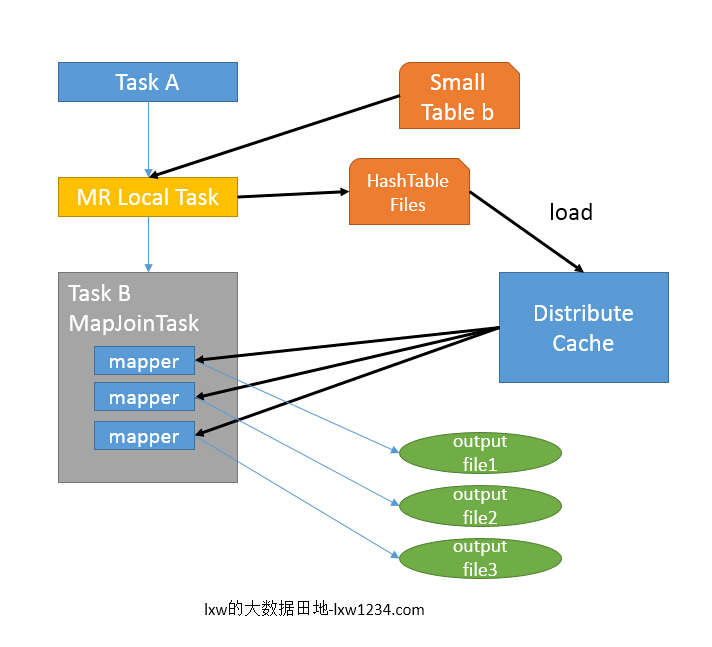 Task A
Small
Table b
MR Local Task
HashTable
Files
load
Task B
MapJoinTask
Distribute
Cache
mapper
mapper
mapper
output
file1
output
file2
output
file3
lxw的大数据田地-lxw1234.com